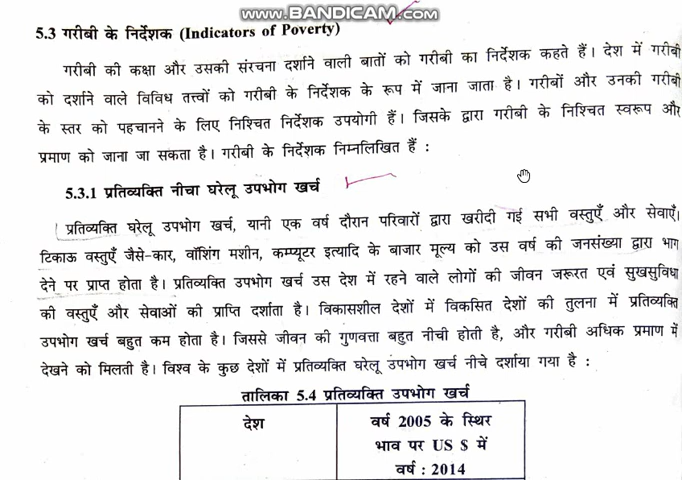 WWW.BANDICAM.COM
5.3 गरीबी के निर्देशक (Indicators of Poverty)
गरीबी की कक्षा और उसकी संरचना दर्शाने वाली बातों को गरीबी का निर्देशक कहते हैं। देश में गरीबी
को दर्शाने वाले विविध तत्त्वों को गरीबी के निर्देशक के रूप में जाना जाता है। गरीबों और उनकी गरीबी
के स्तर को पहचानने के लिए निश्चित निर्देशक उपयोगी हैं। जिसके द्वारा गरीबी के निश्चित स्वरूप और
प्रमाण को जाना जा सकता है। गरीबी के निर्देशक निम्नलिखित हैं :
5.3.1 प्रतिव्यक्ति नीचा घरेलू उपभोग खर्च
प्रतिव्यक्ति घरेलू उपभोग खर्च, यानी एक वर्ष दौरान परिवारों द्वारा खरीदी गई सभी वस्तुएँ और सेवाएँ।
टिकाऊ वस्तुएँ जैसे-कार, वॉशिंग मशीन, कम्प्यूटर इत्यादि के बाजार मूल्य को उस वर्ष की जनसंख्या द्वारा भाग
देने पर प्राप्त होता है। प्रतिव्यक्ति उपभोग खर्च उस देश में रहने वाले लोगों की जीवन जरूरत एवं सुखसुविधा
की वस्तुएँ और सेवाओं की प्राप्ति दर्शाता है। विकासशील देशों में विकसित देशों की तुलना में प्रतिव्यक्ति
उपभोग खर्च बहुत कम होता है। जिससे जीवन की गुणवत्ता बहुत नीची होती है, और गरीबी अधिक प्रमाण में
देखने को मिलती है। विश्व के कुछ देशों में प्रतिव्यक्ति घरेलू उपभोग खर्च नीचे दर्शाया गया है :
तालिका 5.4 प्रतिव्यक्ति उपभोग खर्च
देश
वर्ष 2005 के स्थिर
भाव पर US $ में
वर्ष : 2014